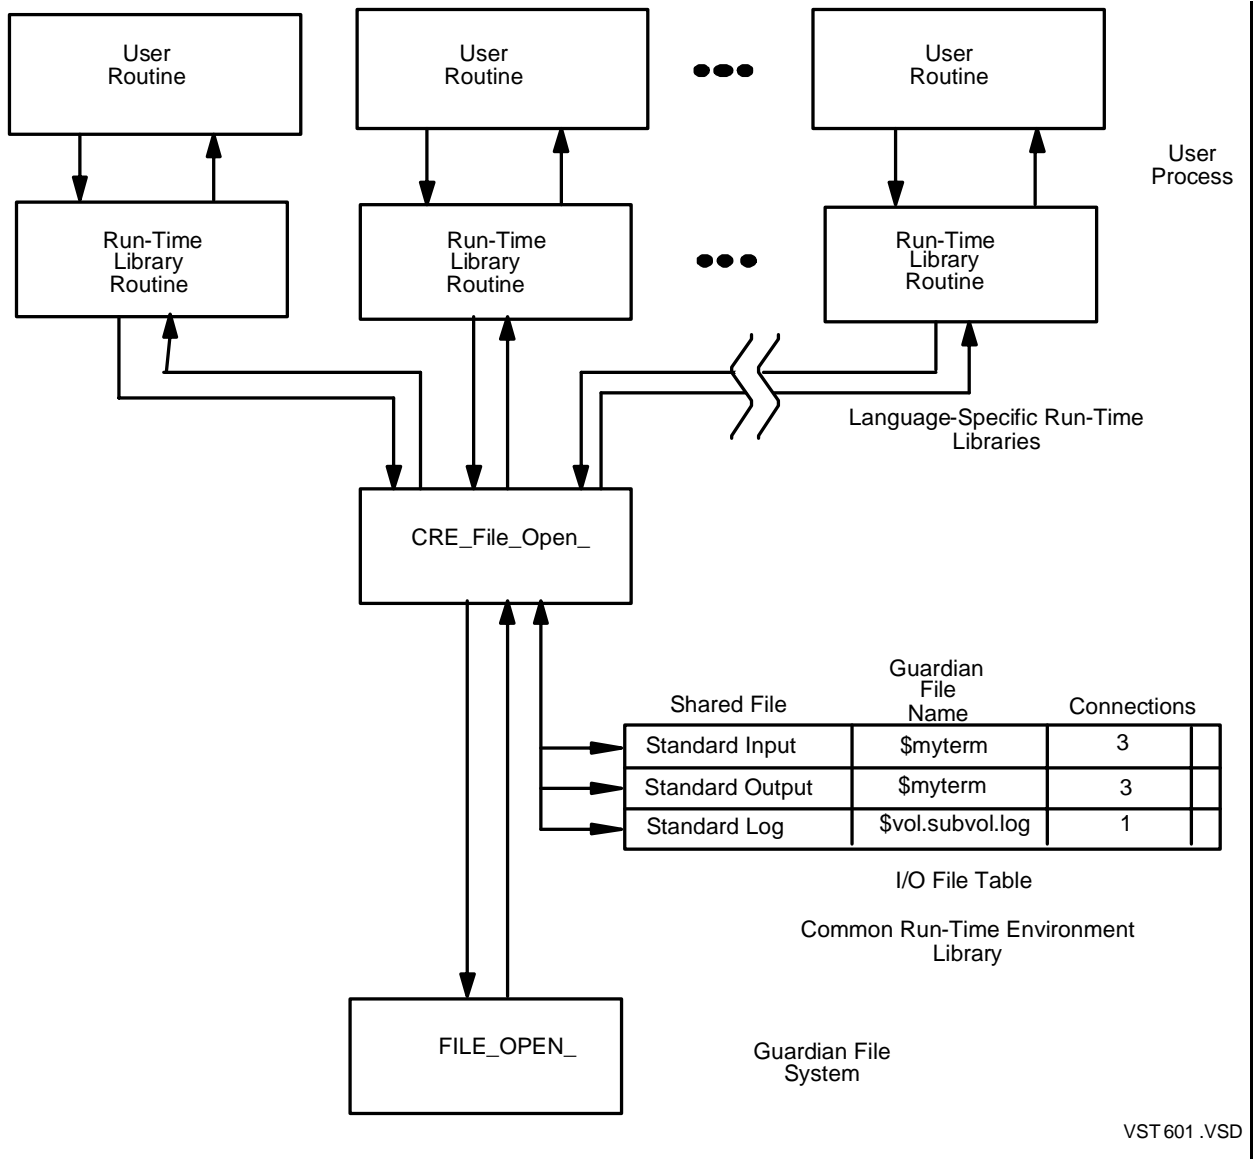 User
Routine
User
Routine
User
Routine
User
Process
Run-Time
Library
Routine
Run-Time
Library
Routine
Run-Time
Library
Routine
Language-Specific Run-Time
Libraries
CRE_File_Open_
Shared File
Guardian
File
Name
Connections
Standard Input $myterm 3
Standard Output $myterm 3
Standard Log $vol.subvol.log 1
I/O File Table
Common Run-Time Environment
Library
FILE_OPEN_
Guardian File
System
VST601 .VSD